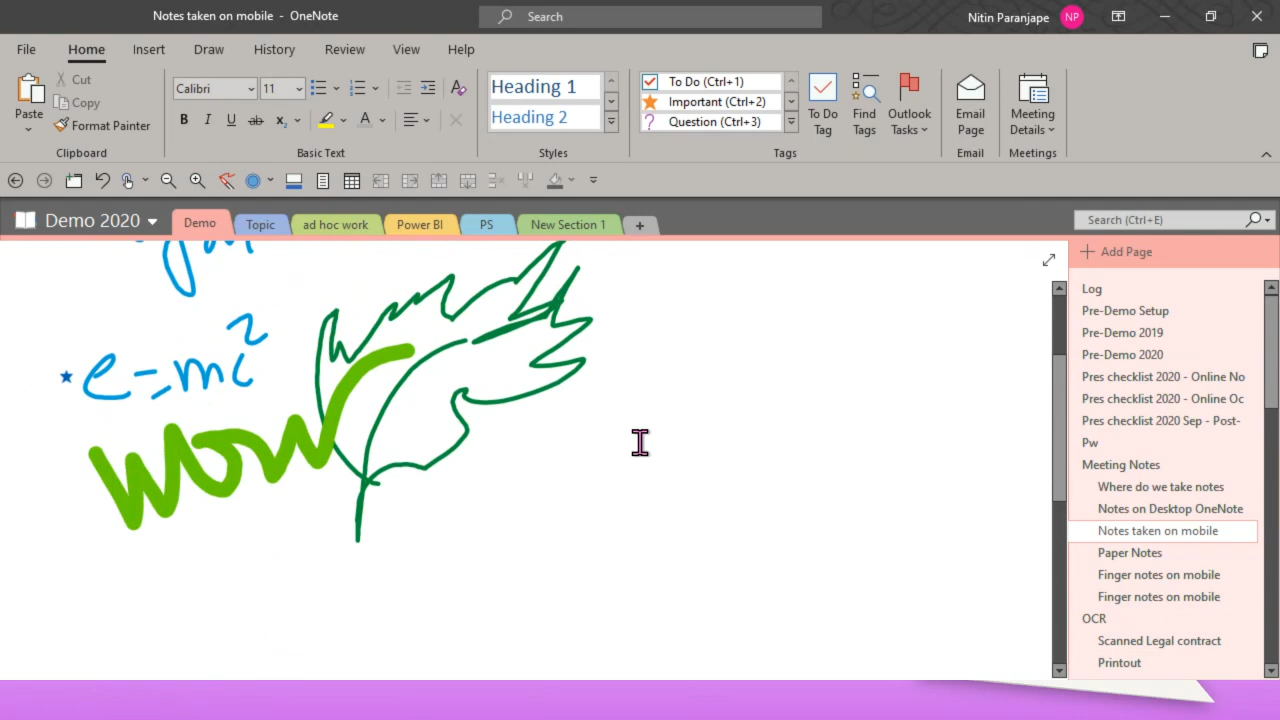 Notes taken on mobile - OneNote
Search
Nitin Paranjape NP
File Home Insert Draw History Review View Help
Paste
Cut
Copy
Format Painter
Clipboard
Calibri 11
B I U ab x₂ A
Basic Text
Heading 1
Heading 2
Styles
To Do (Ctrl+1)
Important (Ctrl+2)
Question (Ctrl+3)
To Do Tag
Find Tags
Outlook Tasks
Tags
Email Page
Email
Meeting Details
Meetings
Demo 2020
Demo Topic ad hoc work Power BI PS New Section 1 +
Search (Ctrl+E)
e=mc²
wow
Add Page
Log
Pre-Demo Setup
Pre-Demo 2019
Pre-Demo 2020
Pres checklist 2020 - Online No
Pres checklist 2020 - Online Oc
Pres checklist 2020 Sep - Post-
Pw
Meeting Notes
Where do we take notes
Notes on Desktop OneNote
Notes taken on mobile
Paper Notes
Finger notes on mobile
Finger notes on mobile
OCR
Scanned Legal contract
Printout